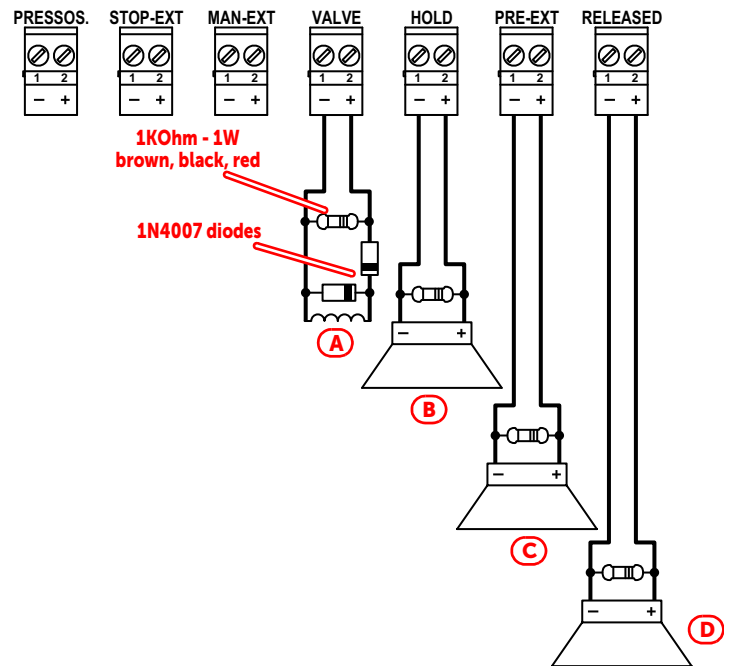 PRESSOS. STOP-EXT MAN-EXT VALVE HOLD PRE-EXT RELEASED
1 2 1 2 1 2 1 2 1 2 1 2 1 2
– + – + – + – + – + – + – +
1KOhm - 1W
brown, black, red
1N4007 diodes
A
– +
B
– +
C
– +
D